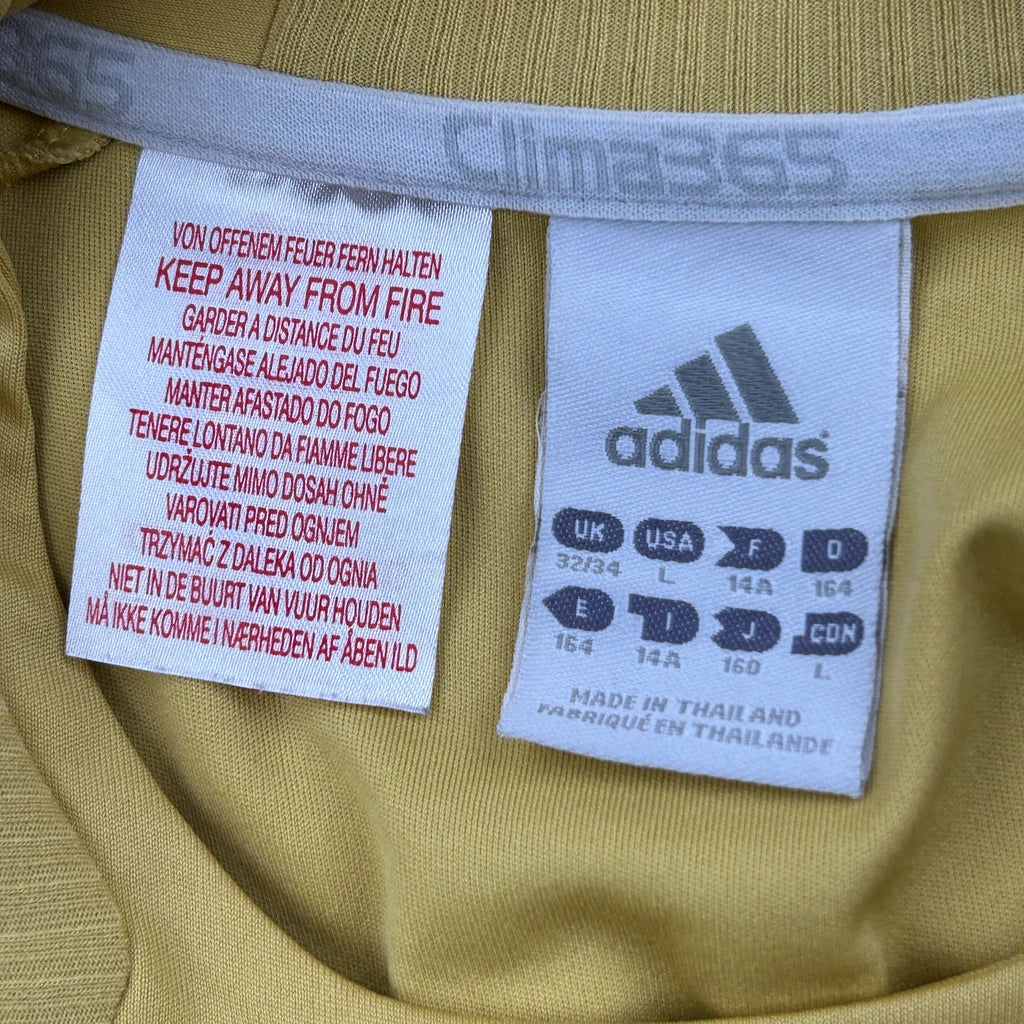 365
Clima365
VON OFFENEM FEUER FERN HALTEN
KEEP AWAY FROM FIRE
GARDER A DISTANCE DU FEU
MANTÉNGASE ALEJADO DEL FUEGO
MANTER AFASTADO DO FOGO
TENERE LONTANO DA FIAMME LIBERE
UDRŽUJTE MIMO DOSAH OHNĚ
VAROVATI PRED OGNJEM
TRZYMAĆ Z DALEKA OD OGNIA
NIET IN DE BUURT VAN VUUR HOUDEN
MÅ IKKE KOMME I NÆRHEDEN AF ÅBEN ILD
adidas
UK USA F D
32/34 L 14A 164
E I J CDN
164 14A 160 L
MADE IN THAILAND
FABRIQUÉ EN THAILANDE